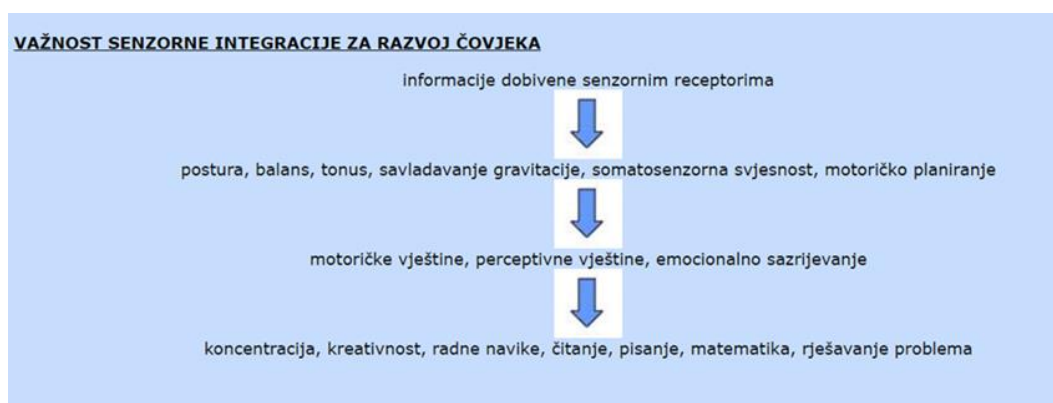 VAŽNOST SENZORNE INTEGRACIJE ZA RAZVOJ ČOVJEKA
informacije dobivene senzornim receptorima
postura, balans, tonus, savladavanje gravitacije, somatosenzorna svjesnost, motoričko planiranje
motoričke vještine, perceptivne vještine, emocionalno sazrijevanje
koncentracija, kreativnost, radne navike, čitanje, pisanje, matematika, rješavanje problema